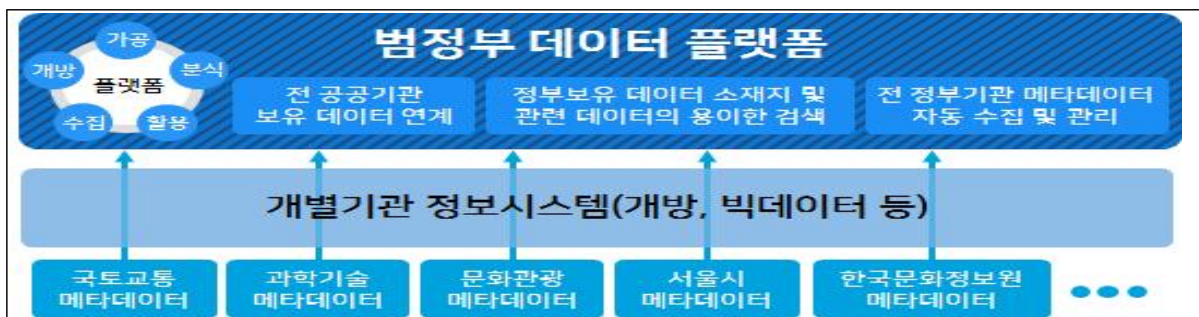 범정부 데이터 플랫폼
가공
개방
분식
플랫폼
수집
활용
전 공공기관
보유 데이터 연계
정부보유 데이터 소재지 및
관련 데이터의 용이한 검색
전 정부기관 메타데이터
자동 수집 및 관리
개별기관 정보시스템(개방, 빅데이터 등)
국토교통
메타데이터
과학기술
메타데이터
문화관광
메타데이터
서울시
메타데이터
한국문화정보원
메타데이터